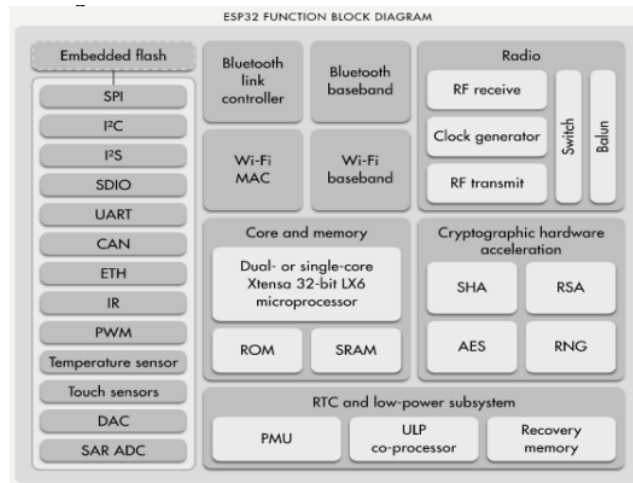 ESP32 FUNCTION BLOCK DIAGRAM
Embedded flash
SPI
I²C
I²S
SDIO
UART
CAN
ETH
IR
PWM
Temperature sensor
Touch sensors
DAC
SAR ADC
Bluetooth
link
controller
Bluetooth
baseband
Wi-Fi
MAC
Wi-Fi
baseband
Radio
RF receive
Clock generator
RF transmit
Switch
Balun
Core and memory
Dual- or single-core
Xtensa 32-bit LX6
microprocessor
ROM
SRAM
Cryptographic hardware
acceleration
SHA
RSA
AES
RNG
RTC and low-power subsystem
PMU
ULP
co-processor
Recovery
memory